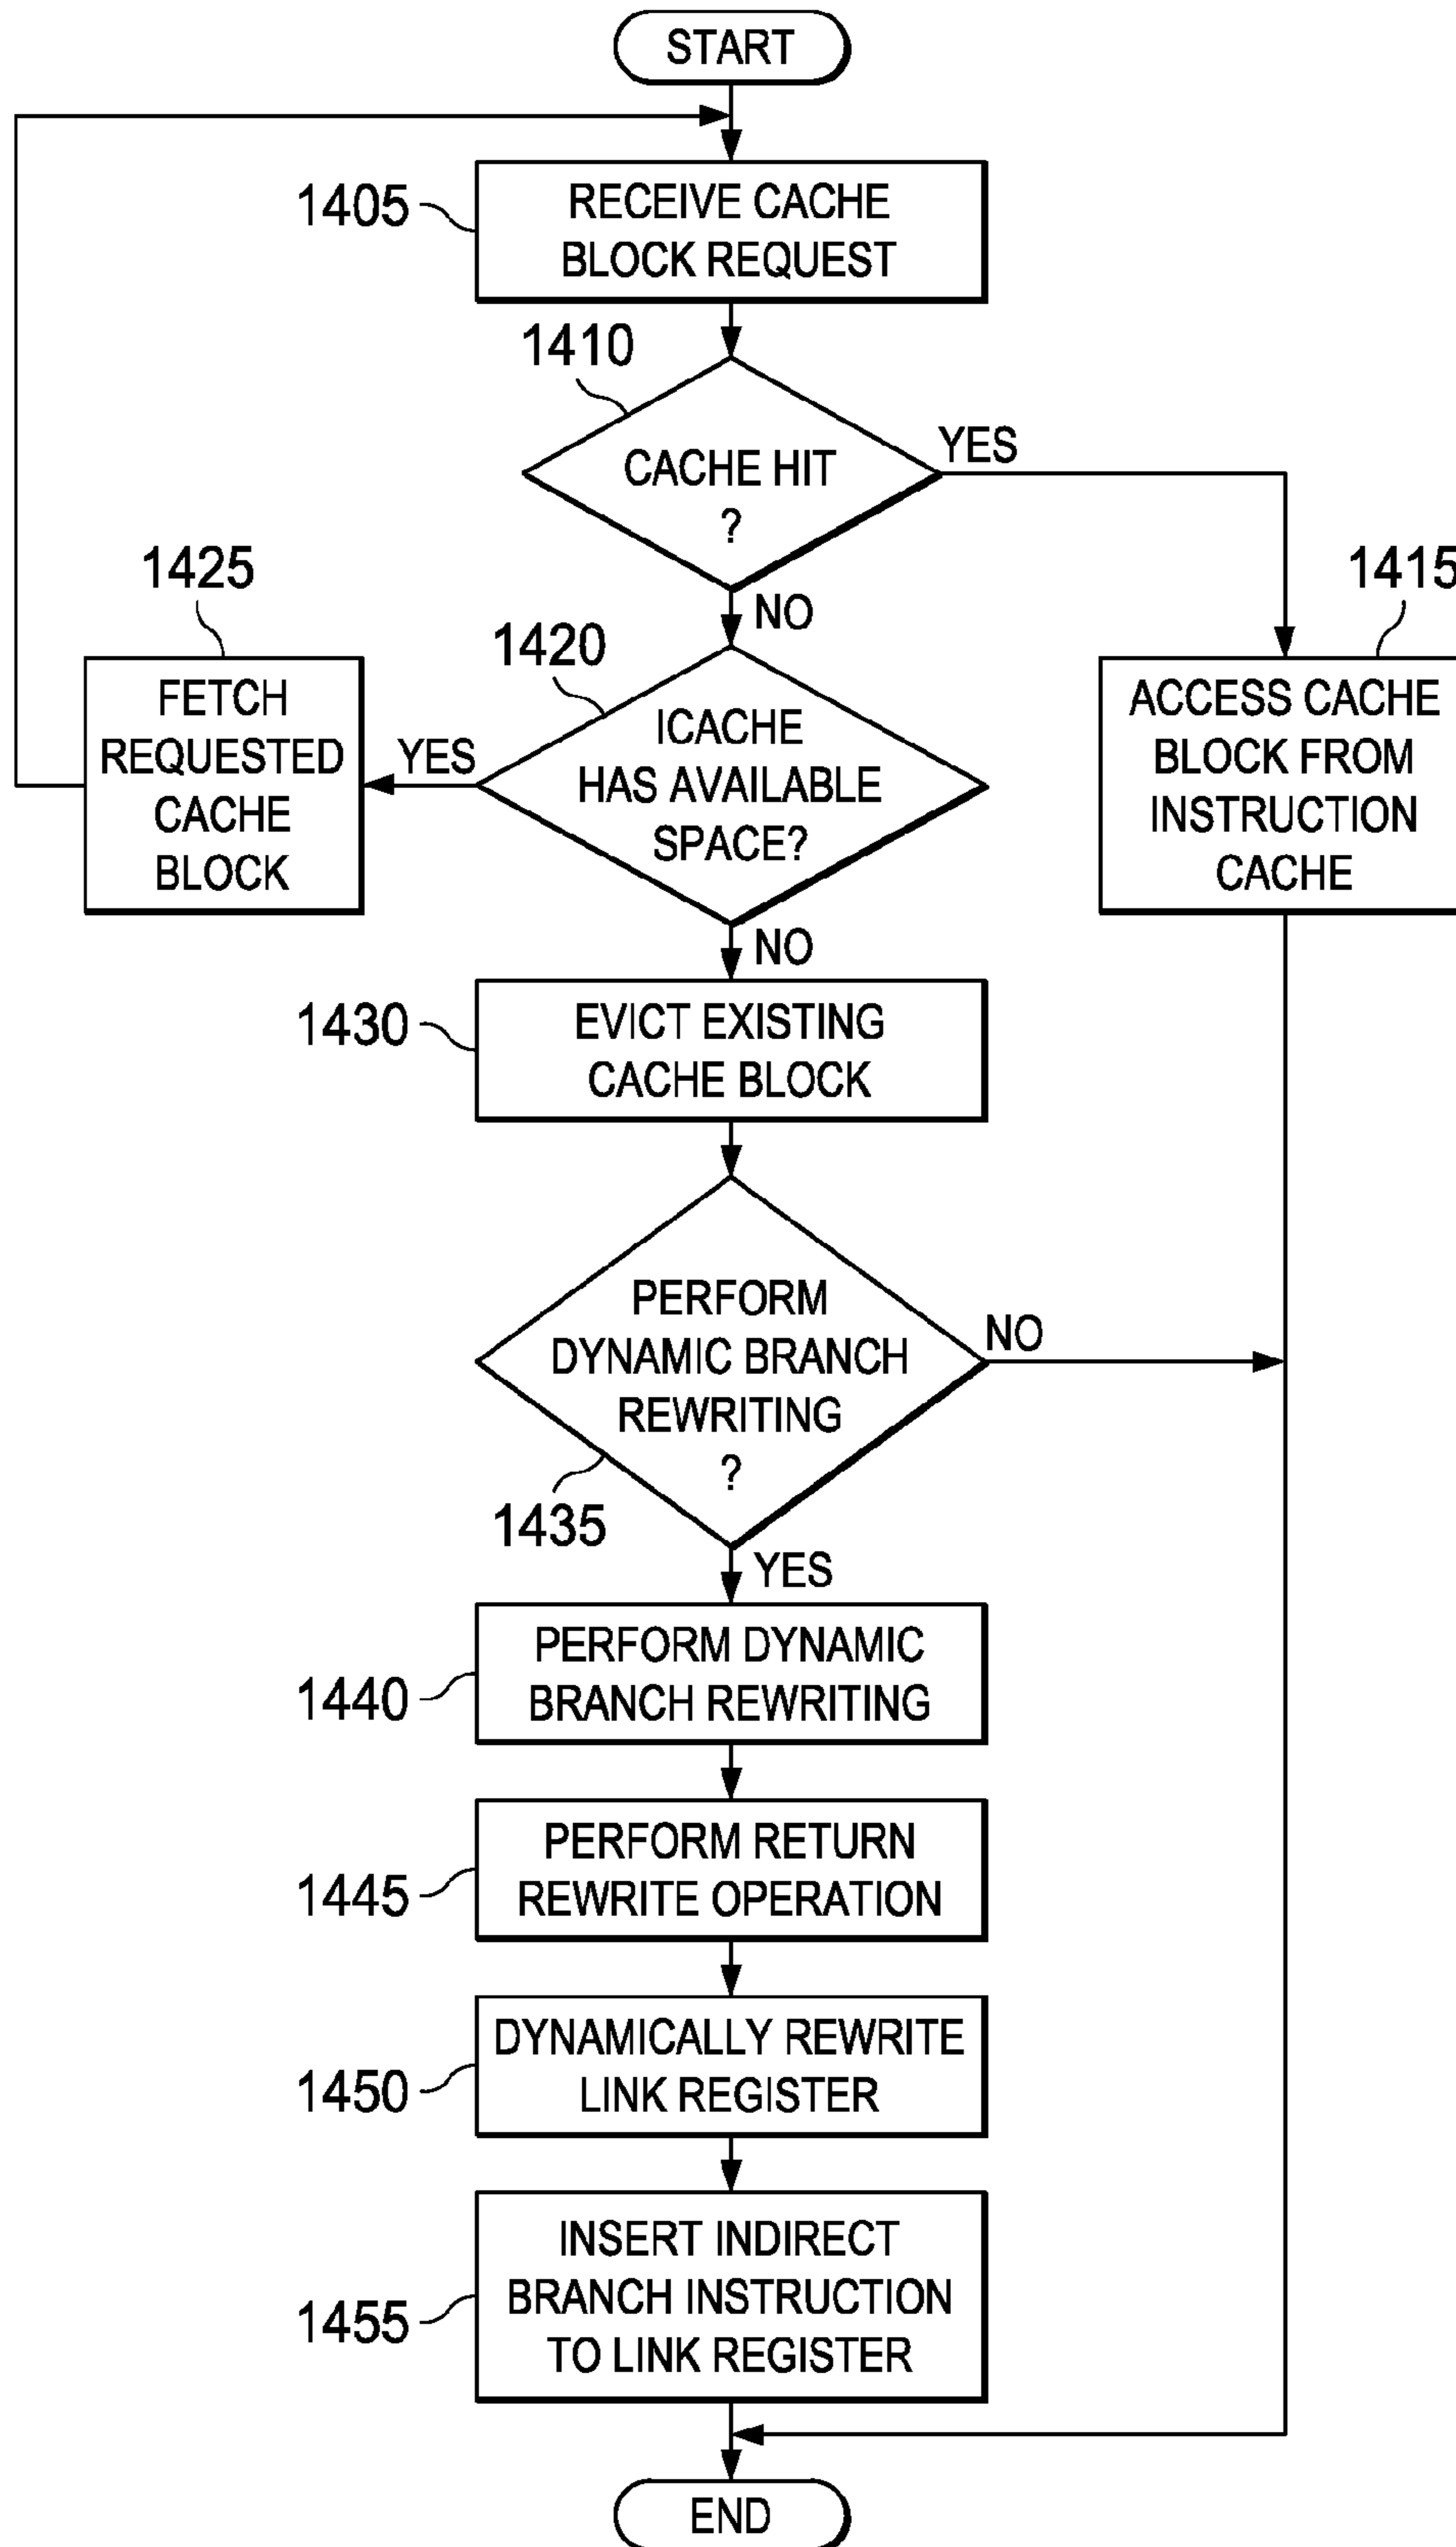 START
1405
RECEIVE CACHE
BLOCK REQUEST
1410
CACHE HIT
?
YES
NO
1425
FETCH
REQUESTED
CACHE
BLOCK
YES
1420
ICACHE
HAS AVAILABLE
SPACE?
1415
ACCESS CACHE
BLOCK FROM
INSTRUCTION
CACHE
NO
1430
EVICT EXISTING
CACHE BLOCK
PERFORM
DYNAMIC BRANCH
REWRITING
?
NO
1435
YES
1440
PERFORM DYNAMIC
BRANCH REWRITING
1445
PERFORM RETURN
REWRITE OPERATION
1450
DYNAMICALLY REWRITE
LINK REGISTER
1455
INSERT INDIRECT
BRANCH INSTRUCTION
TO LINK REGISTER
END